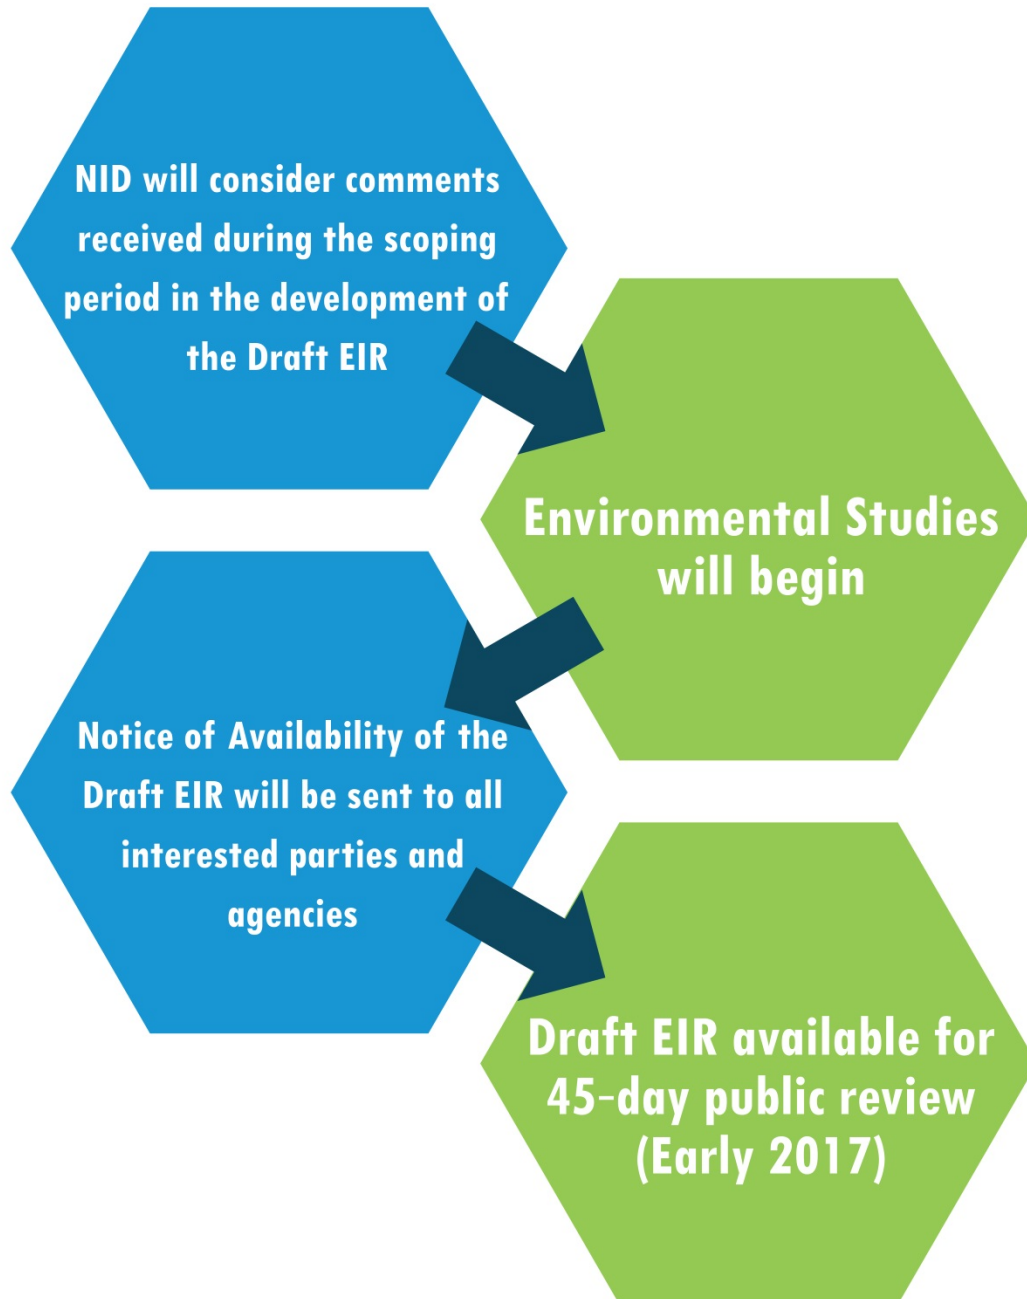 NID will consider comments
received during the scoping
period in the development of
the Draft EIR
Environmental Studies
will begin
Notice of Availability of the
Draft EIR will be sent to all
interested parties and
agencies
Draft EIR available for
45-day public review
(Early 2017)